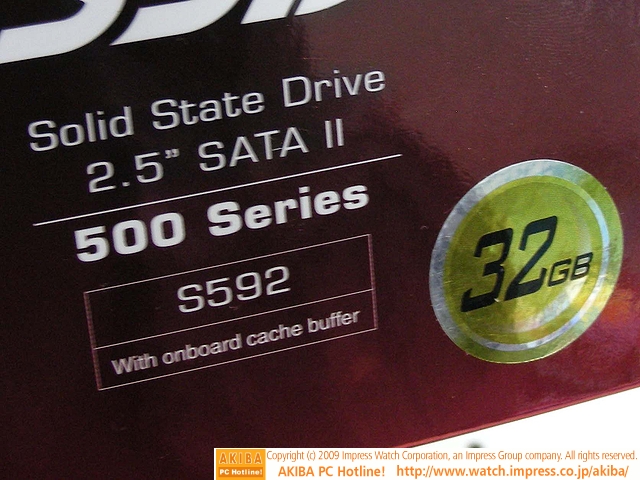 SSD
Solid State Drive
2.5" SATA II
500 Series
S592
With onboard cache buffer
32GB
AKIBA
PC Hotline!
Copyright (c) 2009 Impress Watch Corporation, an Impress Group company. All rights reserved.
AKIBA PC Hotline! http://www.watch.impress.co.jp/akiba/